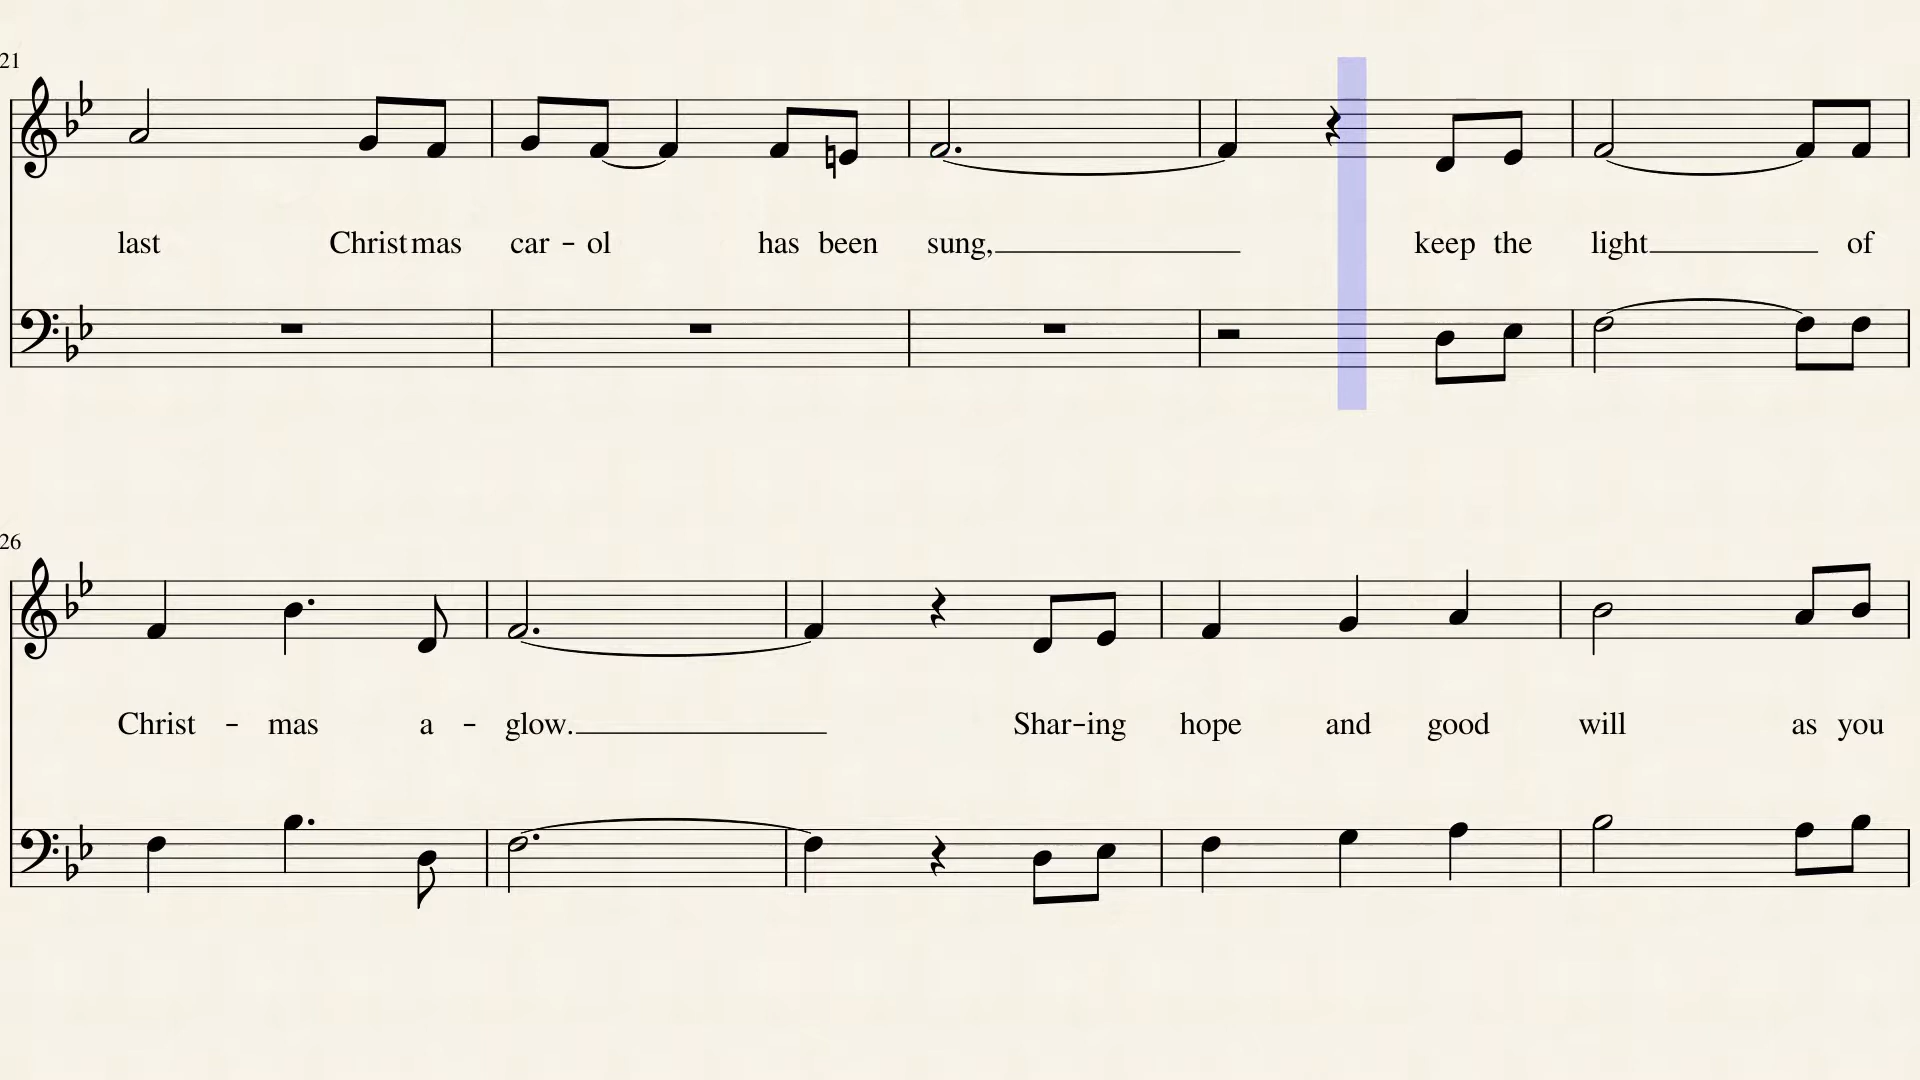 21
last Christmas car - ol has been sung, keep the light of
26
Christ - mas a - glow. Shar-ing hope and good will as you